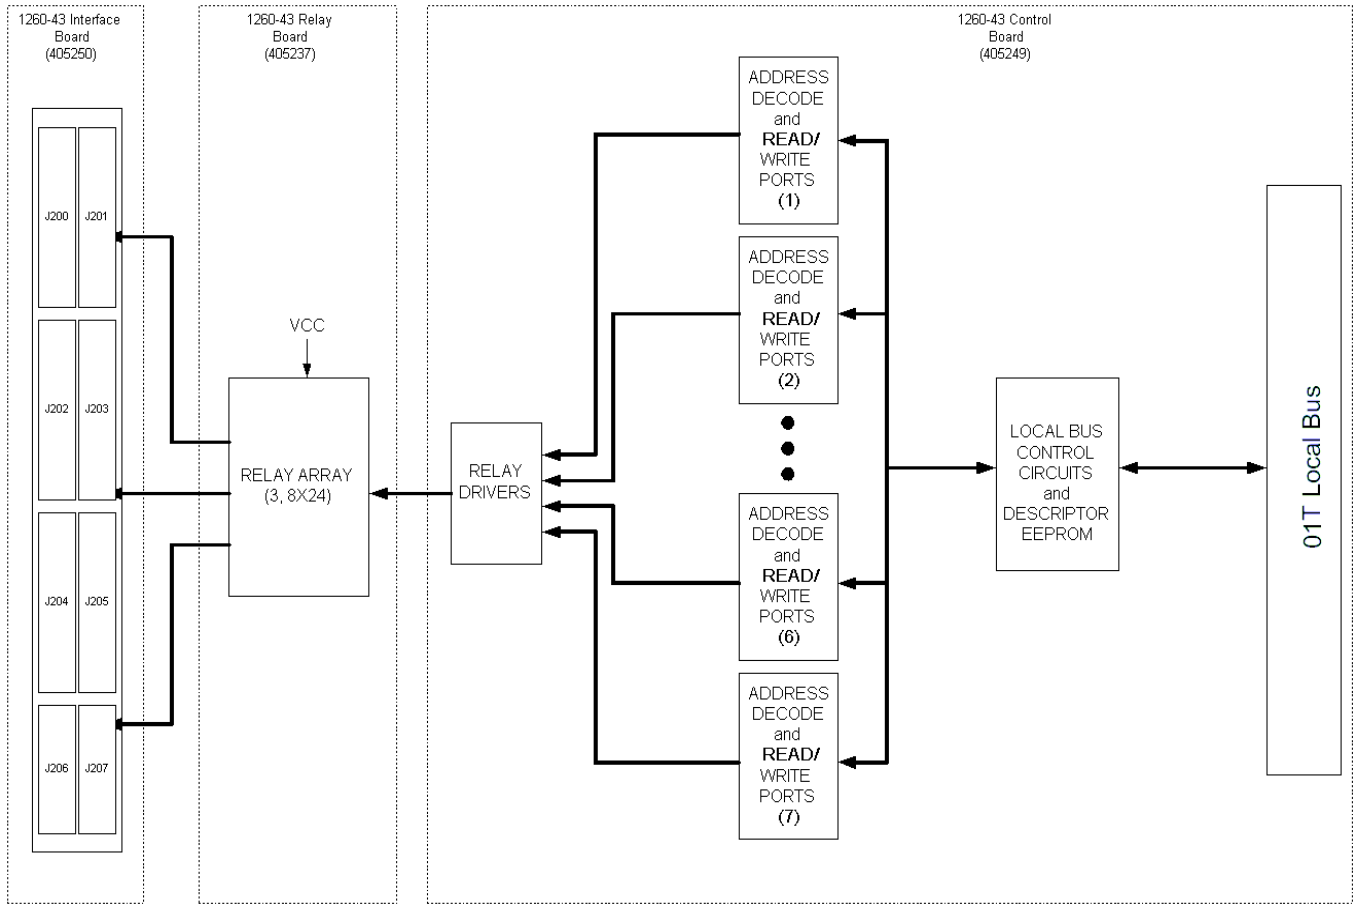 1260-43 Interface
Board
(405250)
1260-43 Relay
Board
(405237)
1260-43 Control
Board
(405249)
J200
J201
J202
J203
J204
J205
J206
J207
VCC
RELAY ARRAY
(3, 8X24)
RELAY
DRIVERS
ADDRESS
DECODE
and
READ/
WRITE
PORTS
(1)
ADDRESS
DECODE
and
READ/
WRITE
PORTS
(2)
ADDRESS
DECODE
and
READ/
WRITE
PORTS
(6)
ADDRESS
DECODE
and
READ/
WRITE
PORTS
(7)
LOCAL BUS
CONTROL
CIRCUITS
and
DESCRIPTOR
EEPROM
01T Local Bus